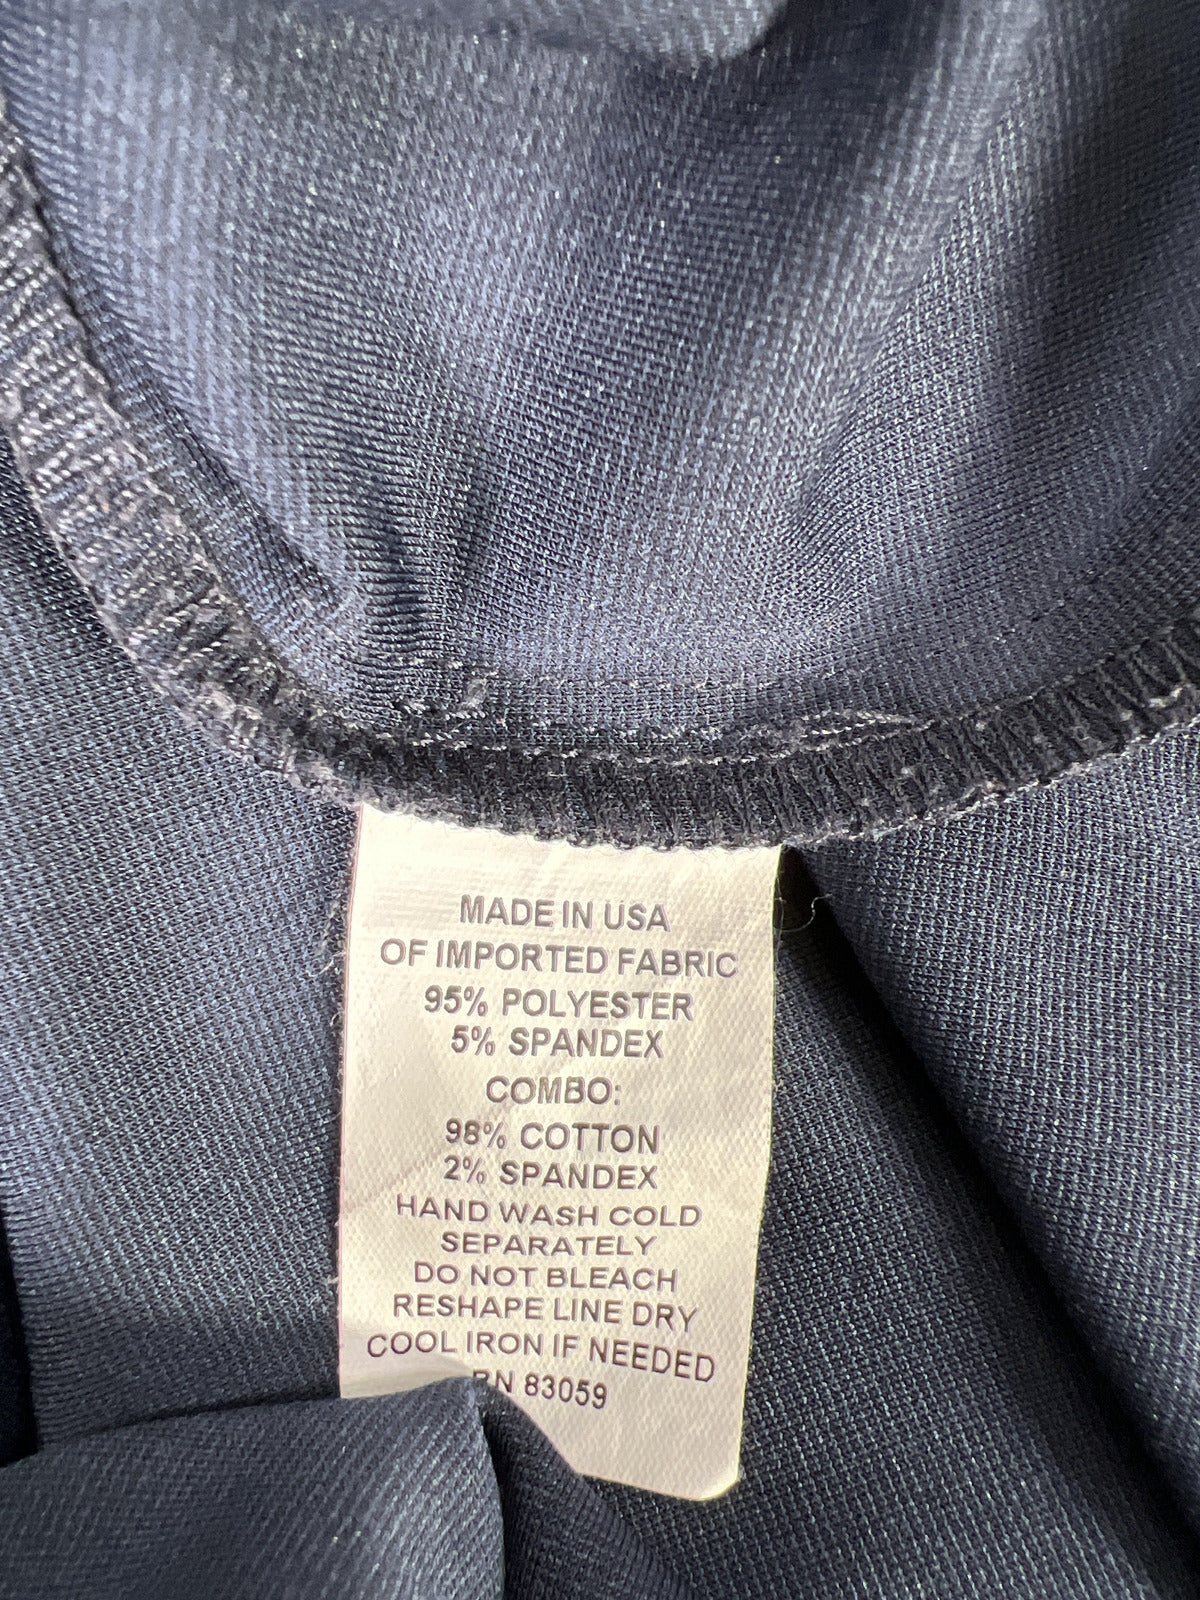 MADE IN USA
OF IMPORTED FABRIC
95% POLYESTER
5% SPANDEX
COMBO:
98% COTTON
2% SPANDEX
HAND WASH COLD
SEPARATELY
DO NOT BLEACH
RESHAPE LINE DRY
COOL IRON IF NEEDED
RN 83059